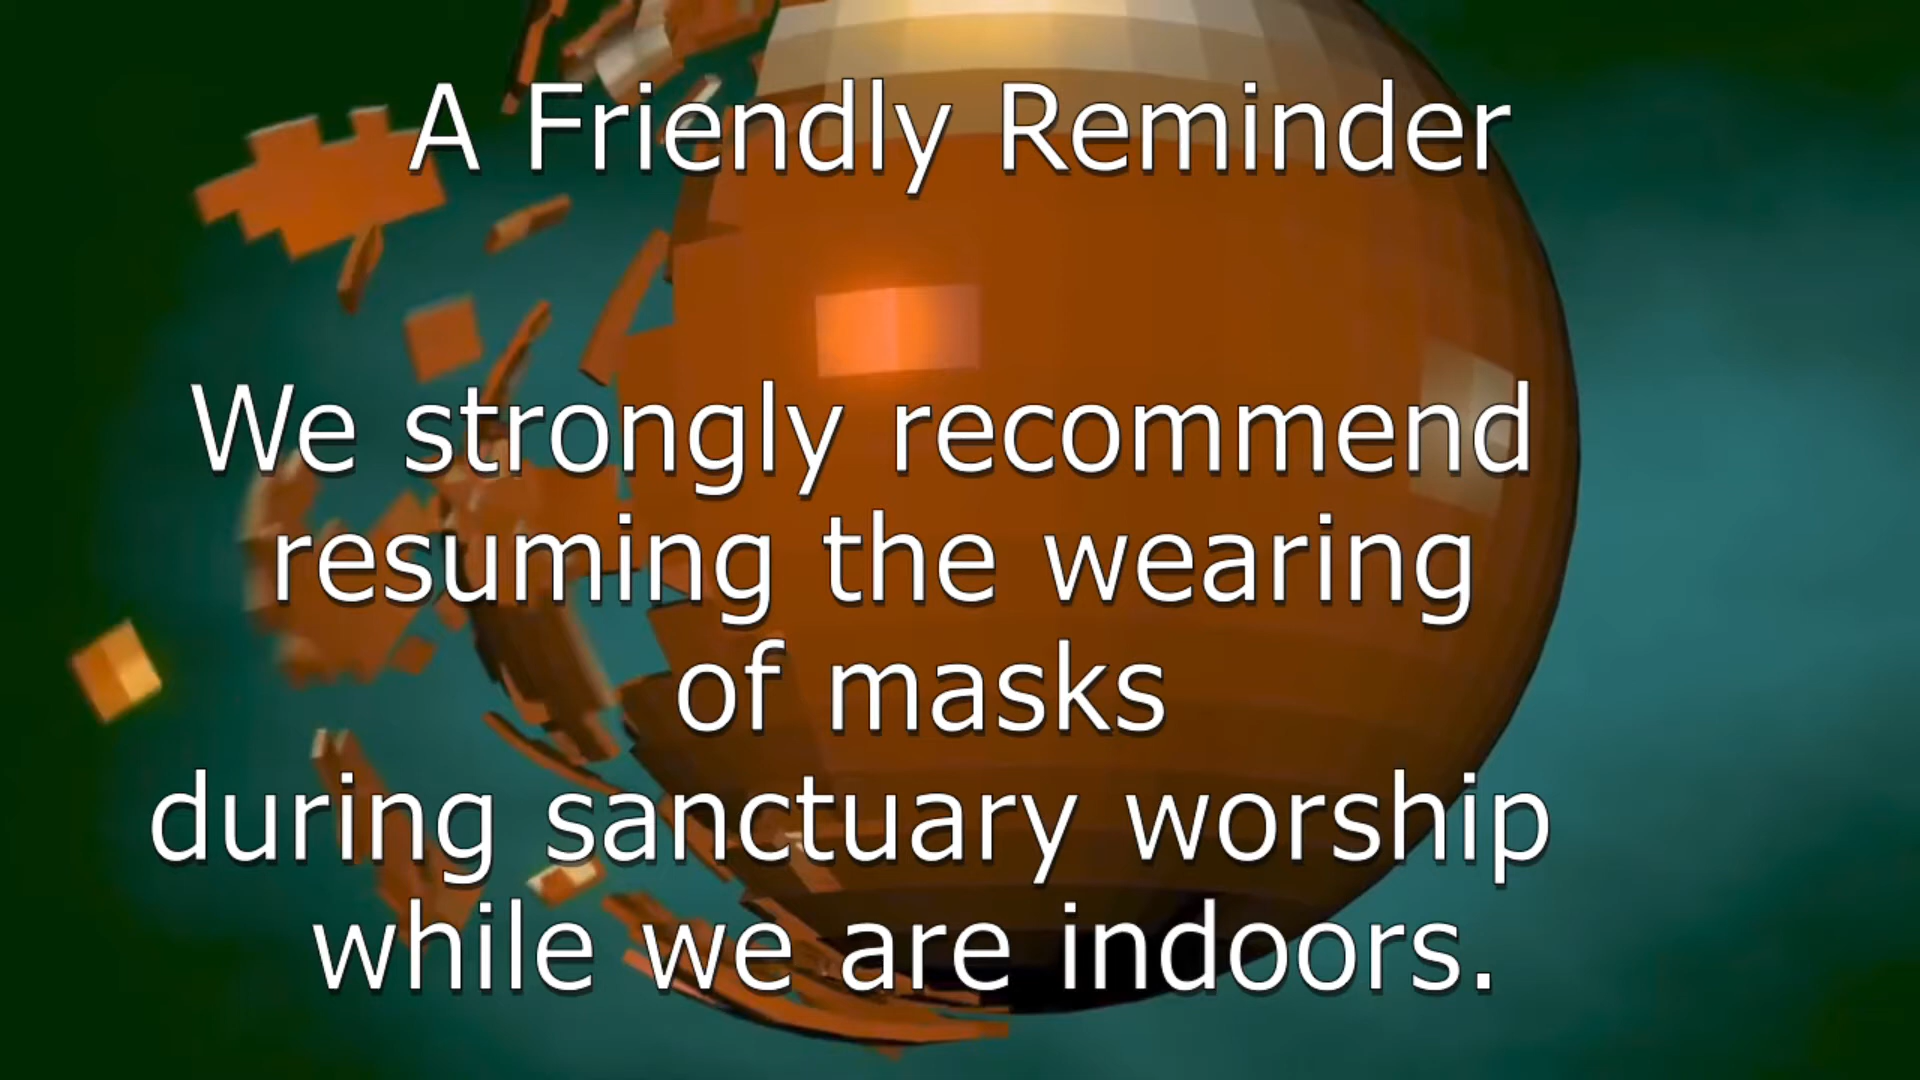 A Friendly Reminder
We strongly recommend
resuming the wearing
of masks
during sanctuary worship
while we are indoors.